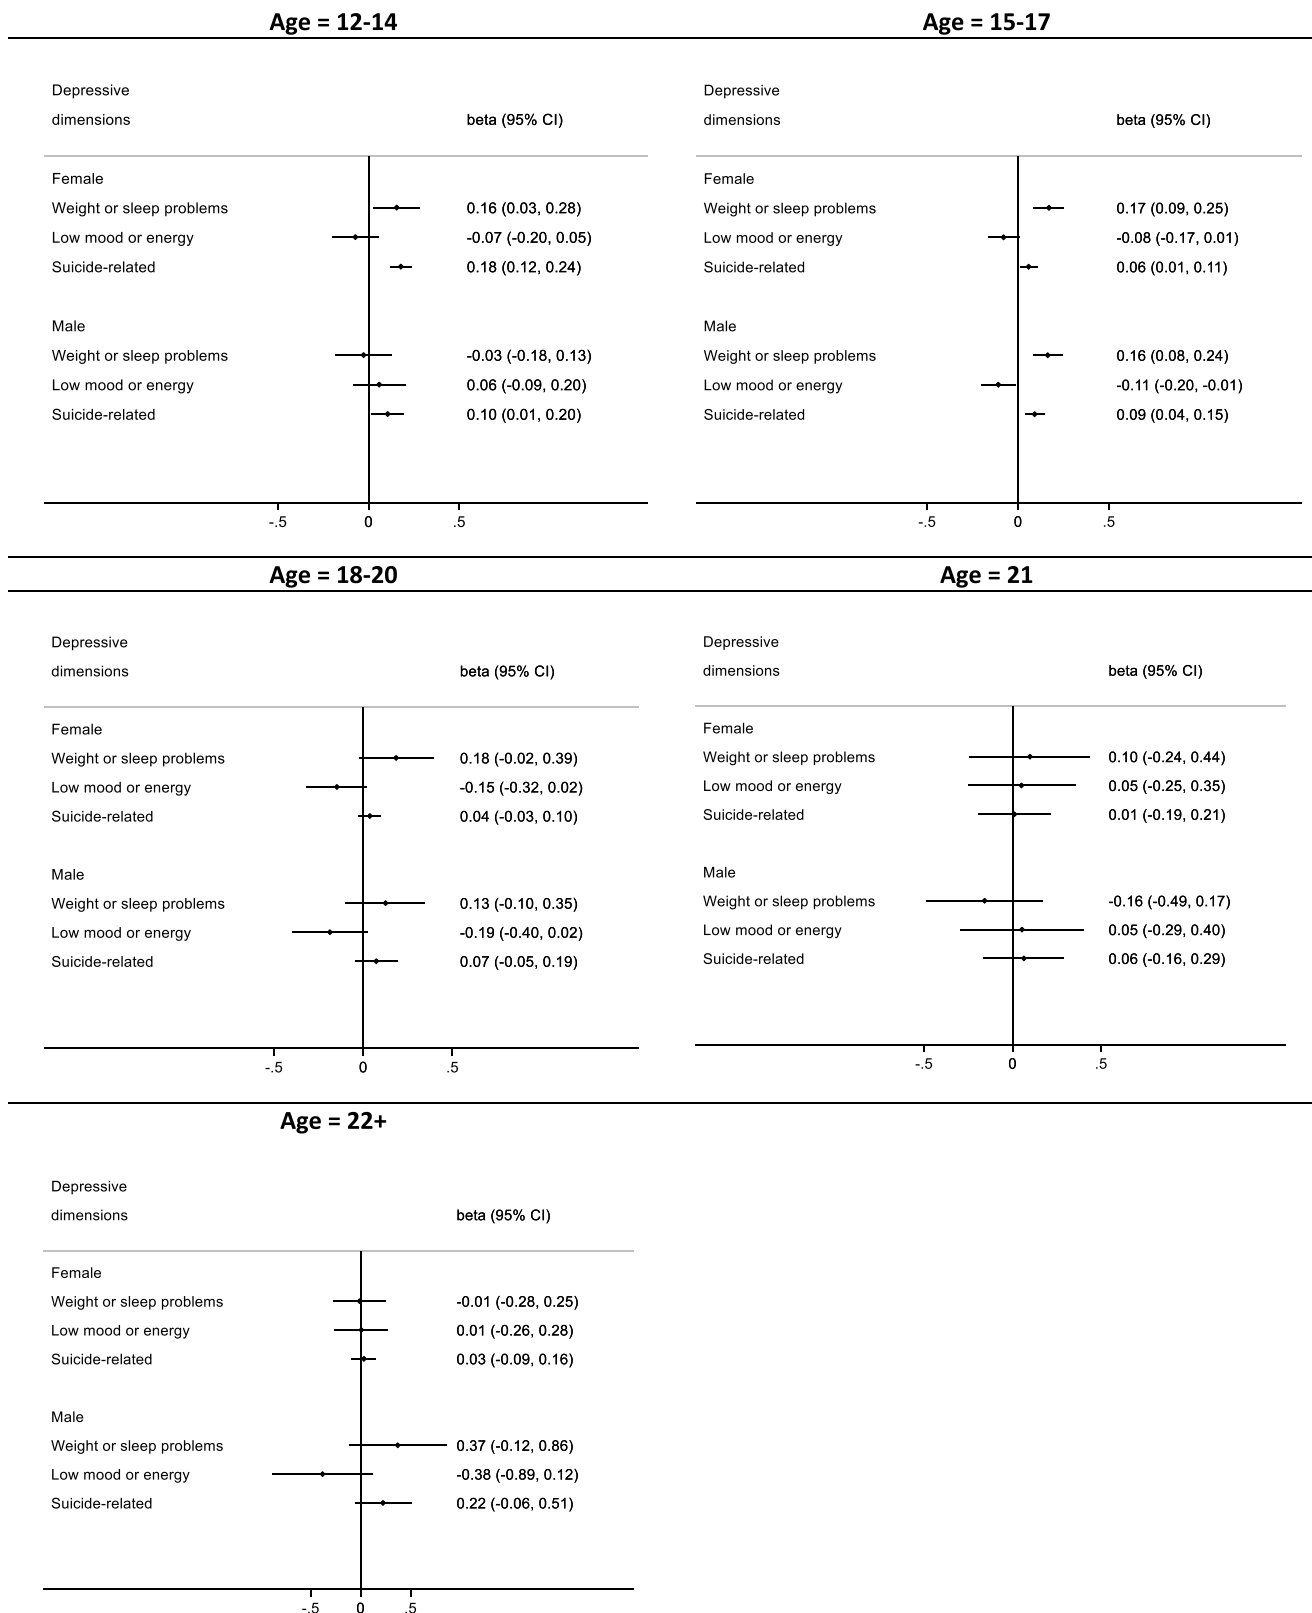 Age = 12-14
Depressive
dimensions beta (95% CI)
Female
Weight or sleep problems 0.16 (0.03, 0.28)
Low mood or energy -0.07 (-0.20, 0.05)
Suicide-related 0.18 (0.12, 0.24)
Male
Weight or sleep problems -0.03 (-0.18, 0.13)
Low mood or energy 0.06 (-0.09, 0.20)
Suicide-related 0.10 (0.01, 0.20)
-.5 0 .5
Age = 15-17
Depressive
dimensions beta (95% CI)
Female
Weight or sleep problems 0.17 (0.09, 0.25)
Low mood or energy -0.08 (-0.17, 0.01)
Suicide-related 0.06 (0.01, 0.11)
Male
Weight or sleep problems 0.16 (0.08, 0.24)
Low mood or energy -0.11 (-0.20, -0.01)
Suicide-related 0.09 (0.04, 0.15)
-.5 0 .5
Age = 18-20
Depressive
dimensions beta (95% CI)
Female
Weight or sleep problems 0.18 (-0.02, 0.39)
Low mood or energy -0.15 (-0.32, 0.02)
Suicide-related 0.04 (-0.03, 0.10)
Male
Weight or sleep problems 0.13 (-0.10, 0.35)
Low mood or energy -0.19 (-0.40, 0.02)
Suicide-related 0.07 (-0.05, 0.19)
-.5 0 .5
Age = 21
Depressive
dimensions beta (95% CI)
Female
Weight or sleep problems 0.10 (-0.24, 0.44)
Low mood or energy 0.05 (-0.25, 0.35)
Suicide-related 0.01 (-0.19, 0.21)
Male
Weight or sleep problems -0.16 (-0.49, 0.17)
Low mood or energy 0.05 (-0.29, 0.40)
Suicide-related 0.06 (-0.16, 0.29)
-.5 0 .5
Age = 22+
Depressive
dimensions beta (95% CI)
Female
Weight or sleep problems -0.01 (-0.28, 0.25)
Low mood or energy 0.01 (-0.26, 0.28)
Suicide-related 0.03 (-0.09, 0.16)
Male
Weight or sleep problems 0.37 (-0.12, 0.86)
Low mood or energy -0.38 (-0.89, 0.12)
Suicide-related 0.22 (-0.06, 0.51)
-.5 0 .5